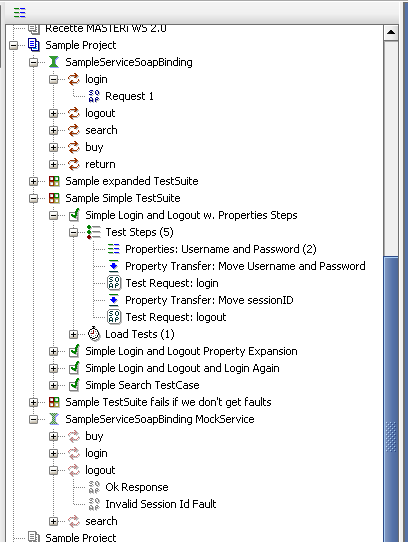 Recette MASTERi WS 2.0
Sample Project
SampleServiceSoapBinding
login
Request 1
logout
search
buy
return
Sample expanded TestSuite
Sample Simple TestSuite
Simple Login and Logout w. Properties Steps
Test Steps (5)
Properties: Username and Password (2)
Property Transfer: Move Username and Password
Test Request: login
Property Transfer: Move sessionID
Test Request: logout
Load Tests (1)
Simple Login and Logout Property Expansion
Simple Login and Logout and Login Again
Simple Search TestCase
Sample TestSuite fails if we don't get faults
SampleServiceSoapBinding MockService
buy
login
logout
Ok Response
Invalid Session Id Fault
search
Sample Project